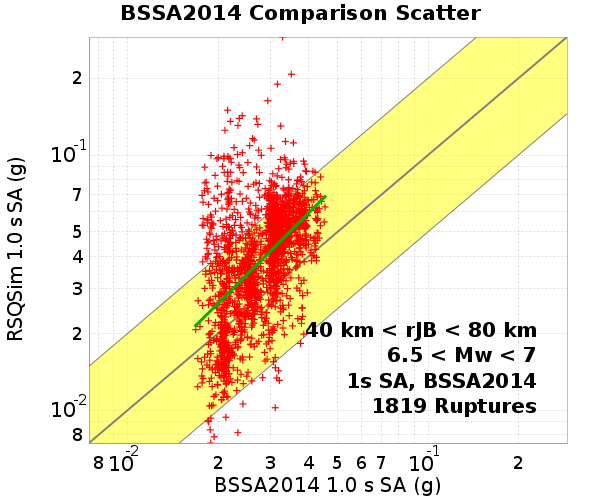 BSSA2014 Comparison Scatter
RSQSim 1.0 s SA (g)
2
10-1
7
5
4
3
2
10-2
8
40 km < rJB < 80 km
6.5 < Mw < 7
1s SA, BSSA2014
1819 Ruptures
8 10-2 2 3 4 5 6 7 10-1 2
BSSA2014 1.0 s SA (g)